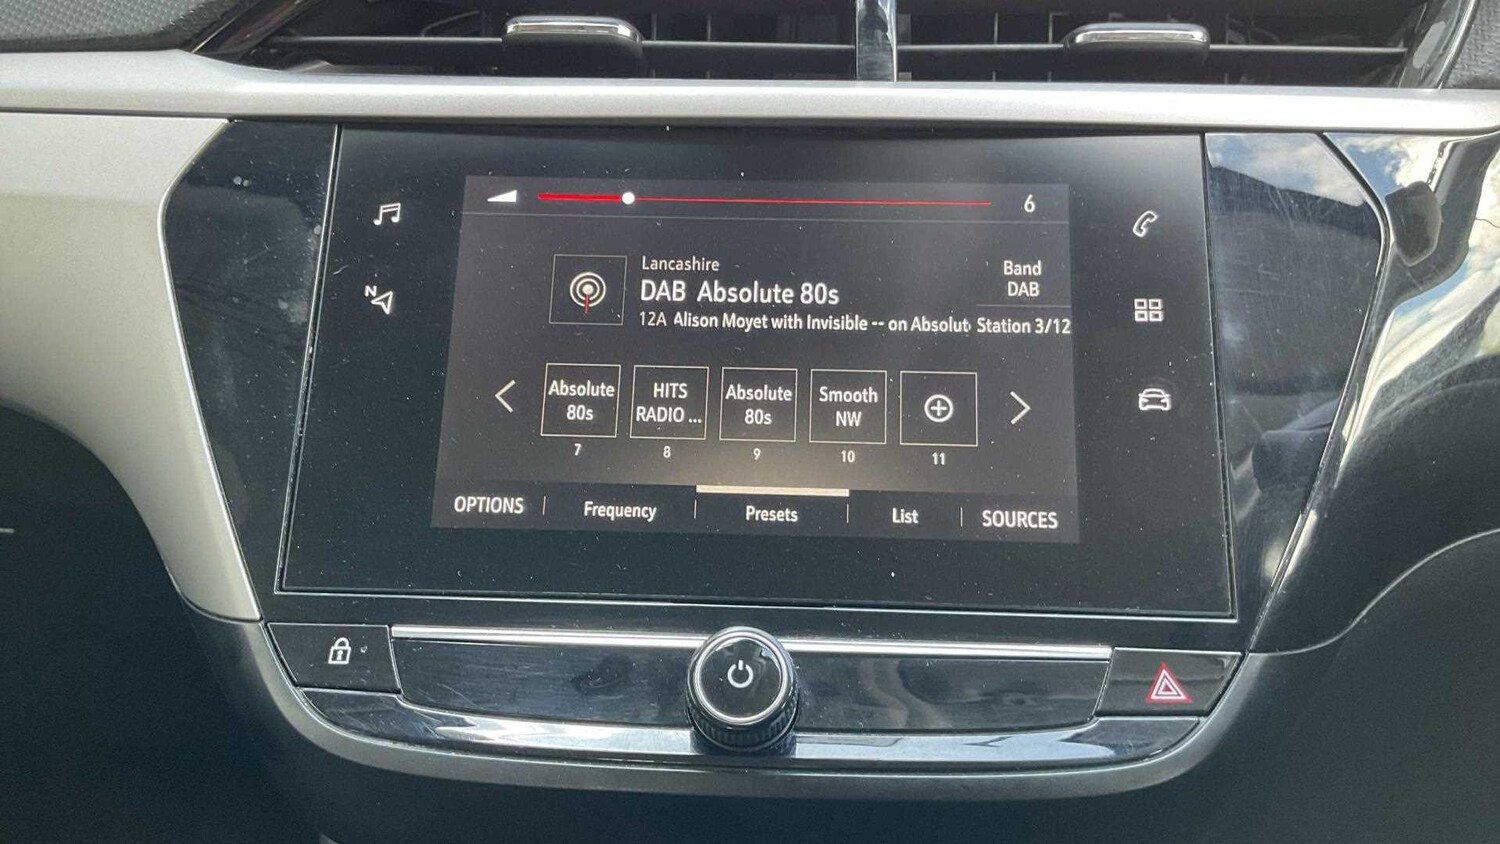 6
Lancashire
DAB Absolute 80s
12A Alison Moyet with Invisible -- on Absolut
Band
DAB
Station 3/12
N
Absolute
80s
7
HITS
RADIO ...
8
Absolute
80s
9
Smooth
NW
10
11
OPTIONS
Frequency
Presets
List
SOURCES